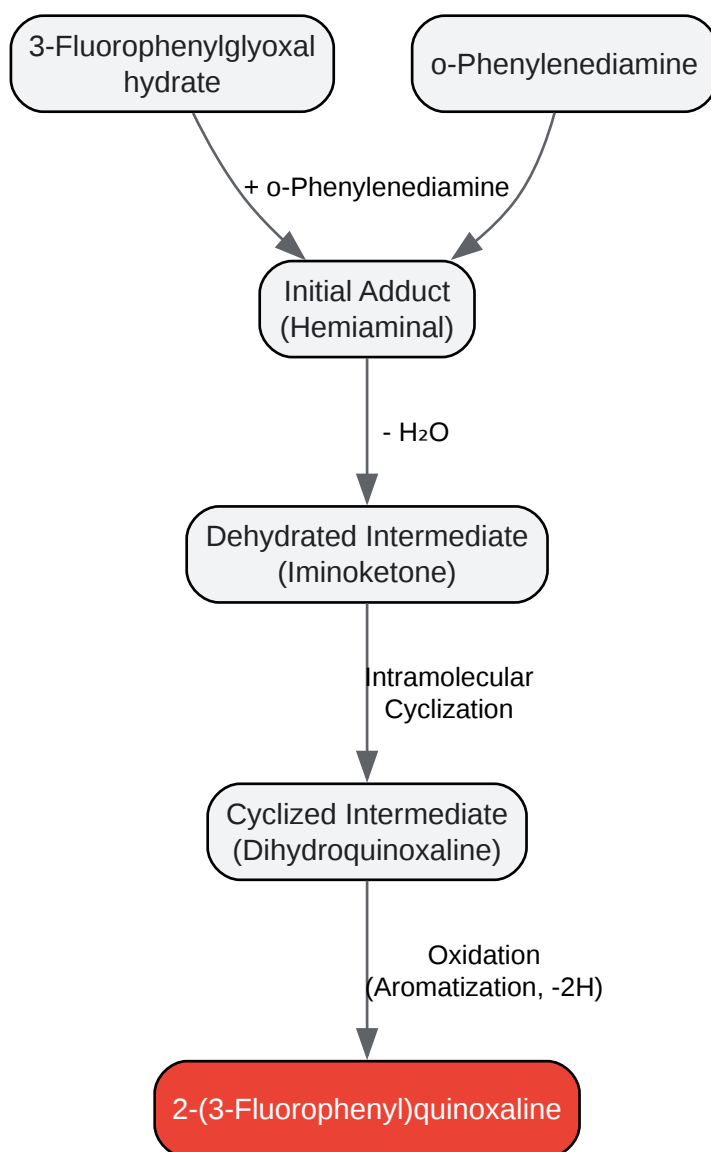 3-Fluorophenylglyoxal
hydrate
o-Phenylenediamine
+ o-Phenylenediamine
Initial Adduct
(Hemiaminal)
- H₂O
Dehydrated Intermediate
(Iminoketone)
Intramolecular
Cyclization
Cyclized Intermediate
(Dihydroquinoxaline)
Oxidation
(Aromatization, -2H)
2-(3-Fluorophenyl)quinoxaline